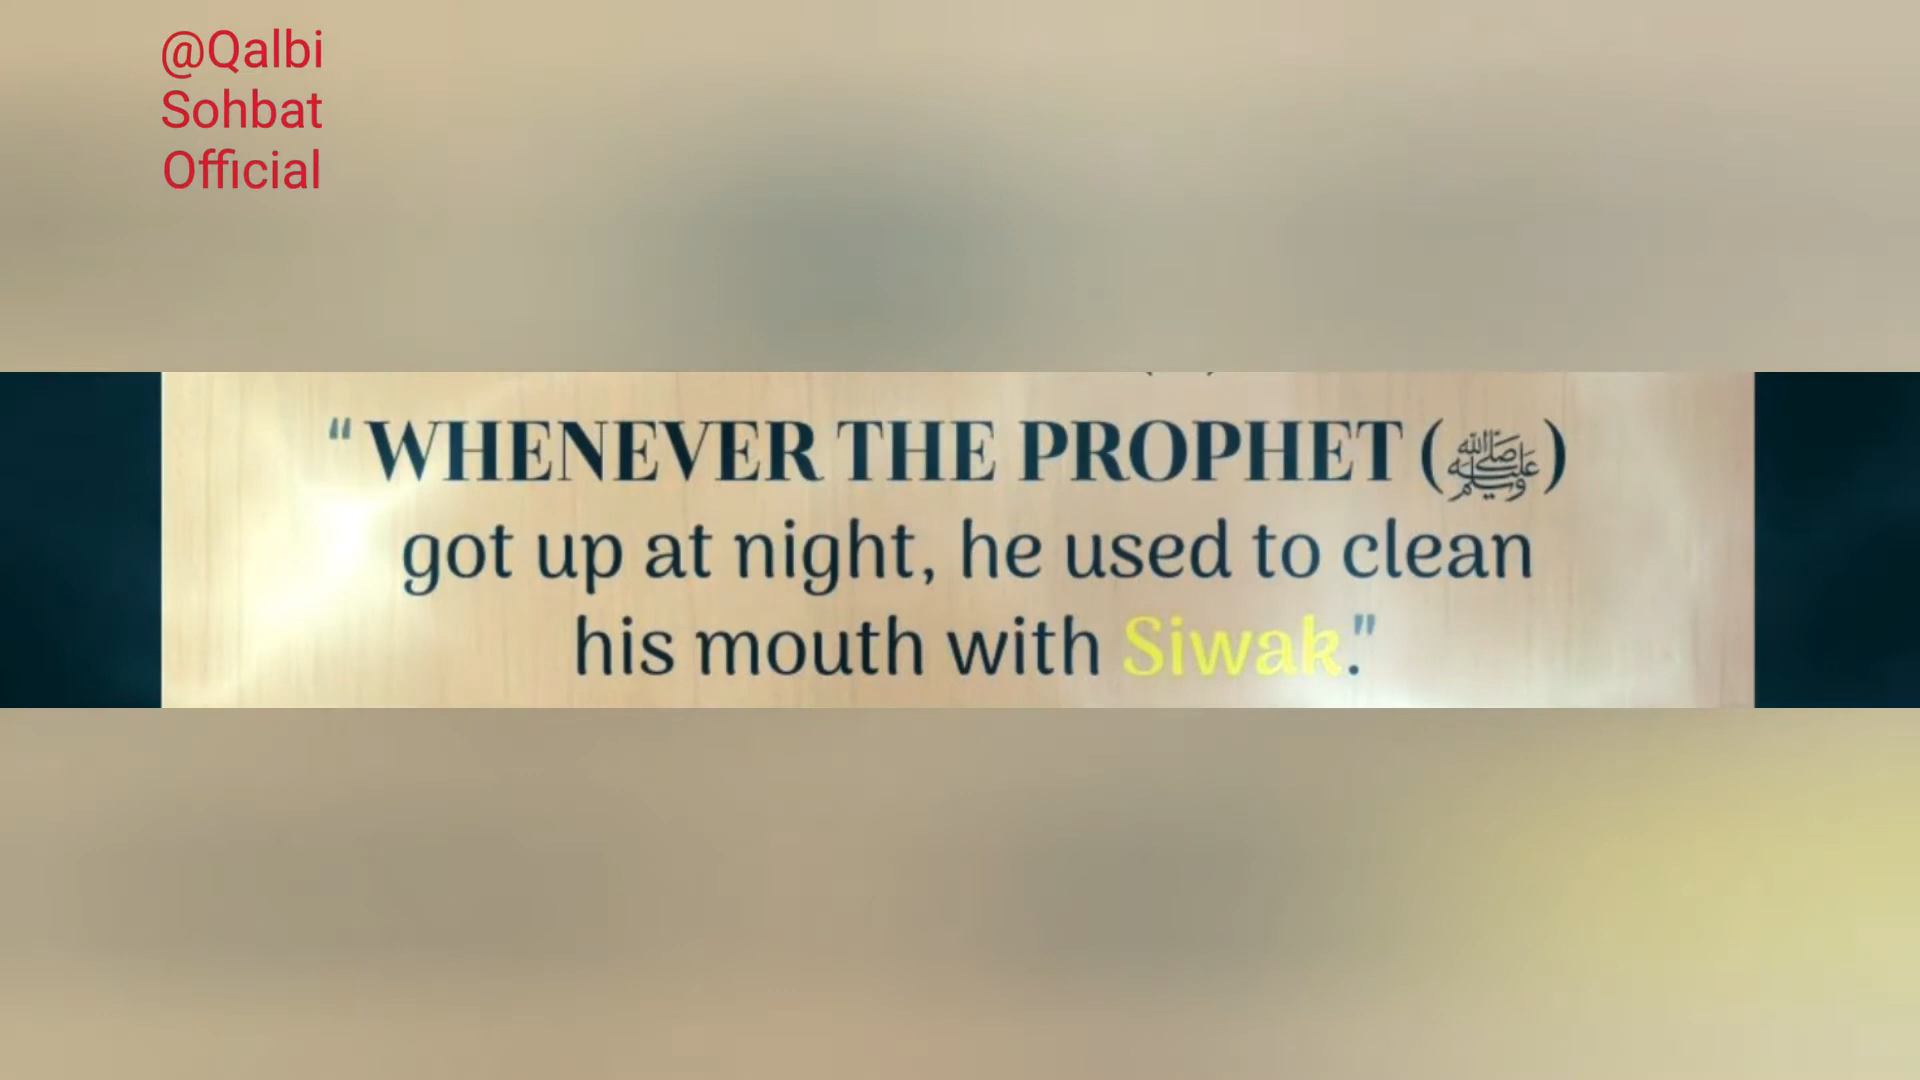 @Qalbi
Sohbat
Official
“WHENEVER THE PROPHET (ﷺ)
got up at night, he used to clean
his mouth with Siwak."